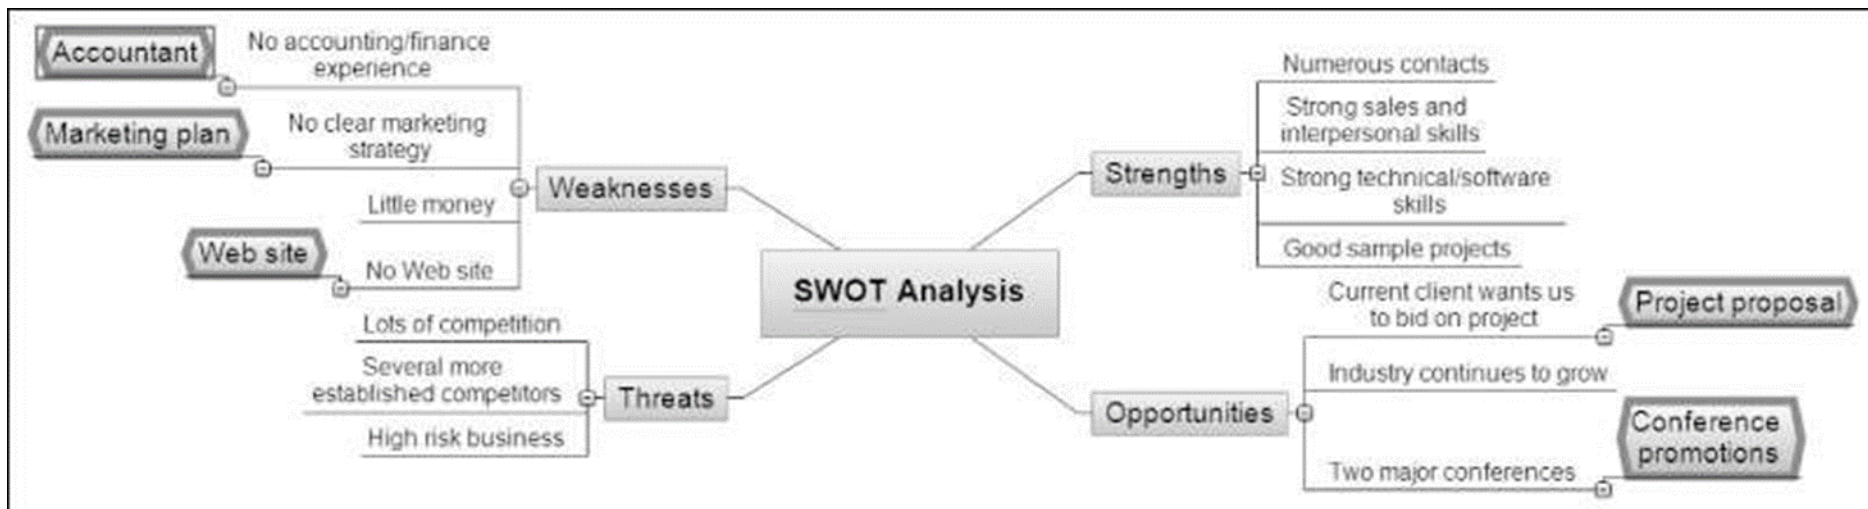 Accountant
No accounting/finance
experience
Marketing plan
No clear marketing
strategy
Weaknesses
Little money
Web site
No Web site
Lots of competition
Several more
established competitors
Threats
High risk business
SWOT Analysis
Numerous contacts
Strong sales and
interpersonal skills
Strengths
Strong technical/software
skills
Good sample projects
Current client wants us
to bid on project
Project proposal
Industry continues to grow
Opportunities
Conference
promotions
Two major conferences